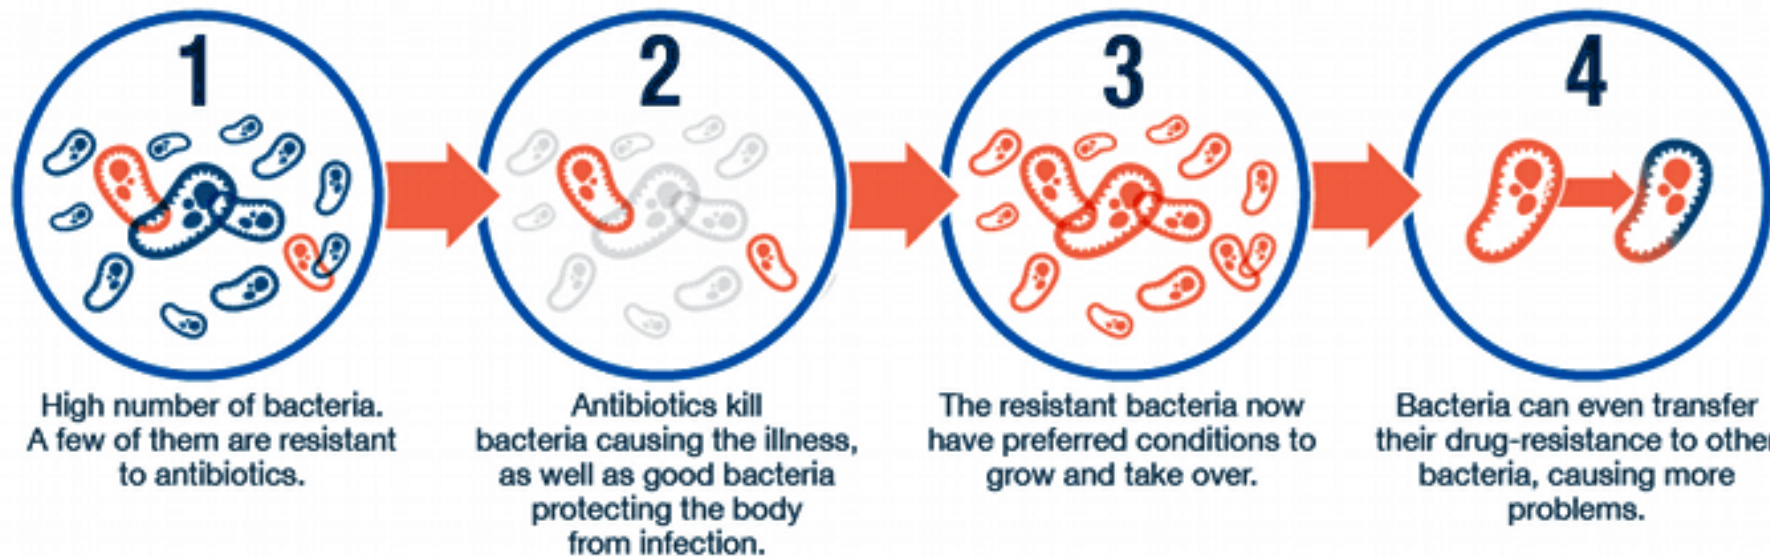 1
High number of bacteria.
A few of them are resistant
to antibiotics.
2
Antibiotics kill
bacteria causing the illness,
as well as good bacteria
protecting the body
from infection.
3
The resistant bacteria now
have preferred conditions to
grow and take over.
4
Bacteria can even transfer
their drug-resistance to other
bacteria, causing more
problems.